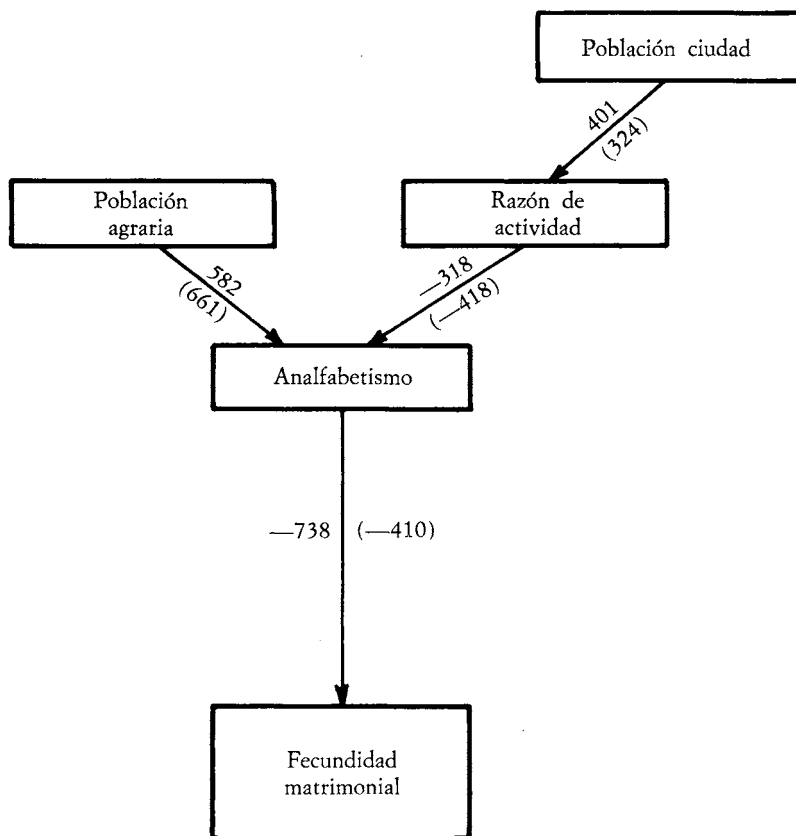 Población ciudad
401
(324)
Población
agraria
Razón de
actividad
582
(661)
—318
(—418)
Analfabetismo
—738 (—410)
Fecundidad
matrimonial